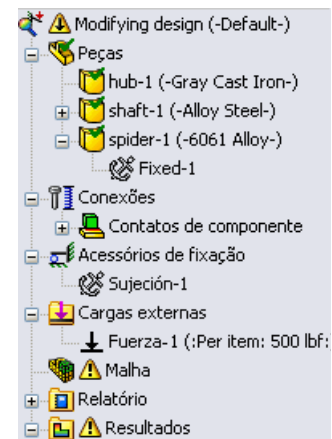 Modifying design (-Default-)
Peças
hub-1 (-Gray Cast Iron-)
shaft-1 (-Alloy Steel-)
spider-1 (-6061 Alloy-)
Fixed-1
Conexões
Contatos de componente
Acessórios de fixação
Sujeción-1
Cargas externas
Fuerza-1 (:Per item: 500 lbf:
Malha
Relatório
Resultados